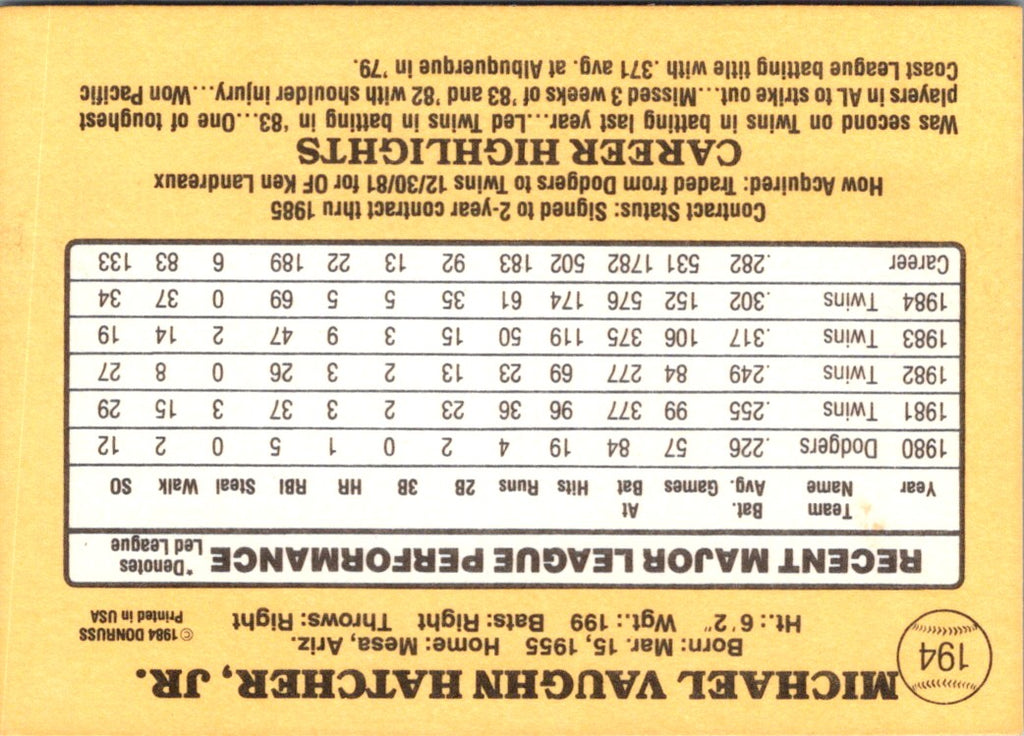 194
MICHAEL VAUGHN HATCHER, JR.
Born: Mar. 15, 1955 Home: Mesa, Ariz.
Ht.: 6'2" Wgt.: 199 Bats: Right Throws: Right
©1984 DONRUSS
Printed in USA
RECENT MAJOR LEAGUE PERFORMANCE *Denotes Led League
Year Team Name Bat. Avg. Games At Bat Hits Runs 2B 3B HR RBI Steal Walk SO
1980 Dodgers .226 57 84 19 4 2 0 1 5 0 2 12
1981 Twins .255 99 377 96 36 23 2 3 37 3 15 29
1982 Twins .249 84 277 69 23 13 2 3 26 0 8 27
1983 Twins .317 106 375 119 50 15 3 9 47 2 14 19
1984 Twins .302 152 576 174 61 35 5 5 69 0 37 34
Career .282 531 1782 502 183 92 13 22 189 6 83 133
Contract Status: Signed to 2-year contract thru 1985
How Acquired: Traded from Dodgers to Twins 12/30/81 for OF Ken Landreaux
CAREER HIGHLIGHTS
Was second on Twins in batting last year...Led Twins in batting in '83...One of toughest
players in AL to strike out...Missed 3 weeks of '83 and '82 with shoulder injury...Won Pacific
Coast League batting title with .371 avg. at Albuquerque in '79.